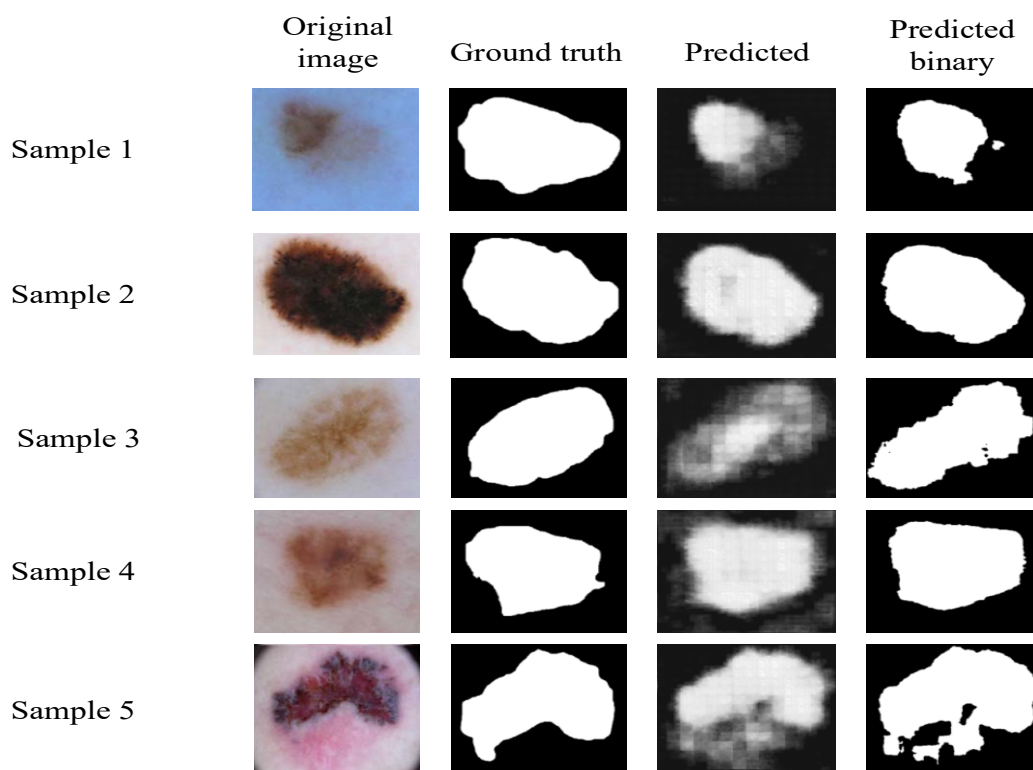 Original
image
Ground truth
Predicted
Predicted
binary
Sample 1
Sample 2
Sample 3
Sample 4
Sample 5